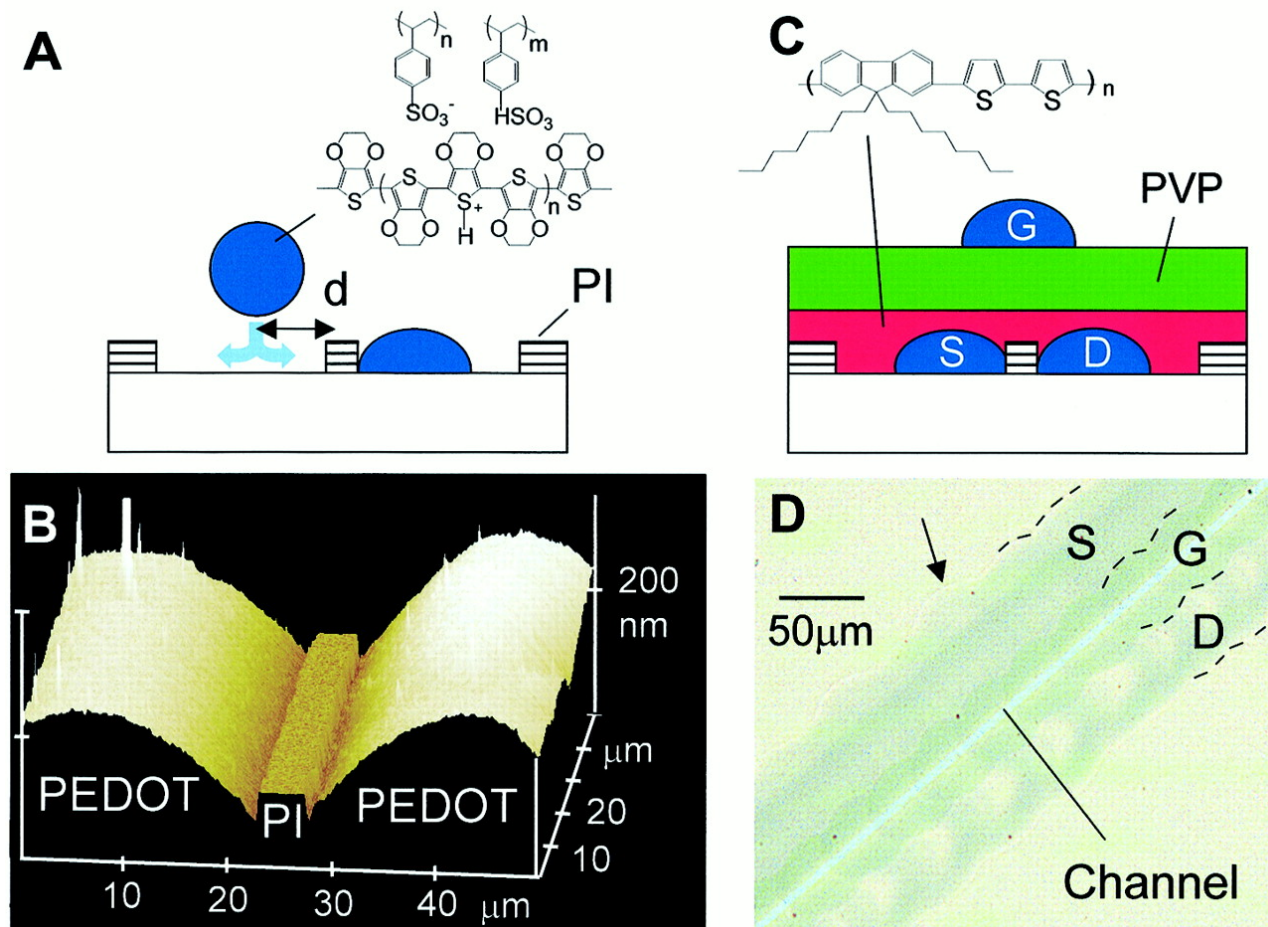 A
n
m
SO3-
HSO3
O O O O O O
S S S
S S+
n
O O O O
H
d
PI
C
S S
n
PVP
G
S
D
B
200
nm
μm
PEDOT
PI
PEDOT
20
10
10
20
30
40
μm
D
S
G
D
50μm
Channel